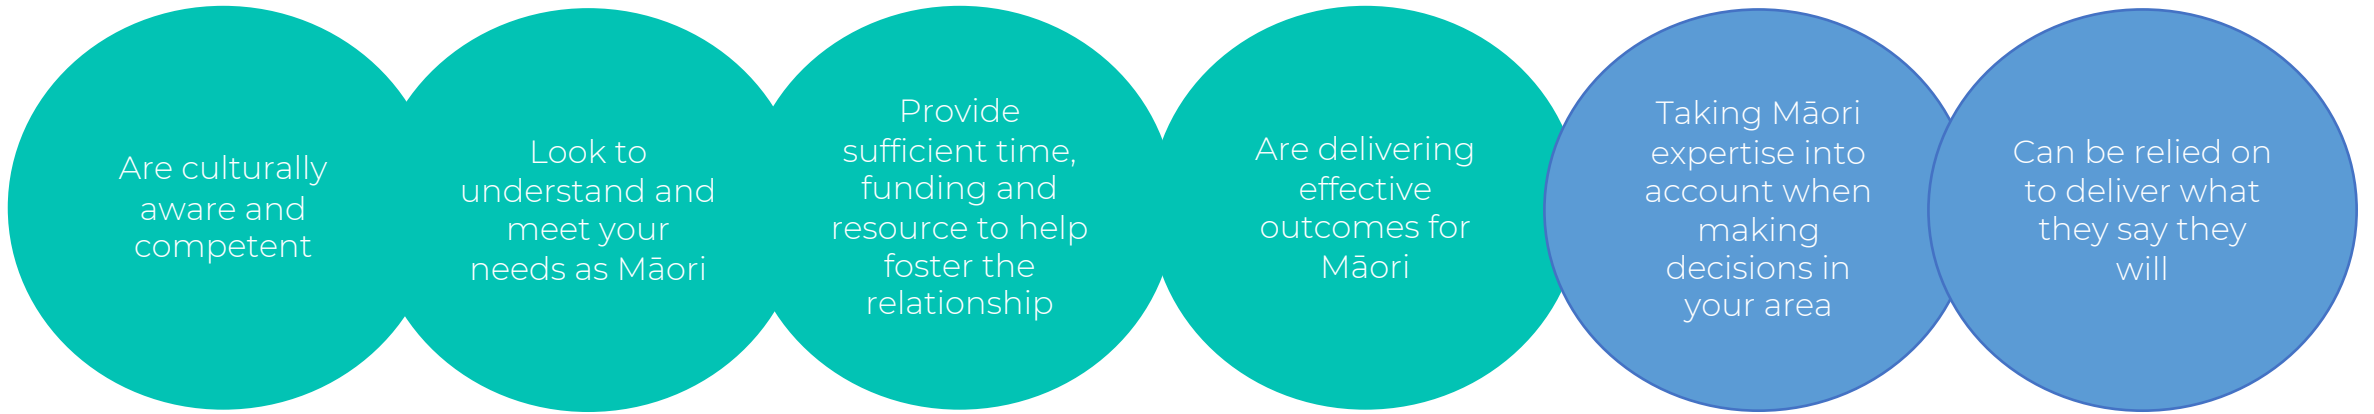 Are culturally
aware and
competent
Look to
understand and
meet your
needs as Māori
Provide
sufficient time,
funding and
resource to help
foster the
relationship
Are delivering
effective
outcomes for
Māori
Taking Māori
expertise into
account when
making
decisions in
your area
Can be relied on
to deliver what
they say they
will